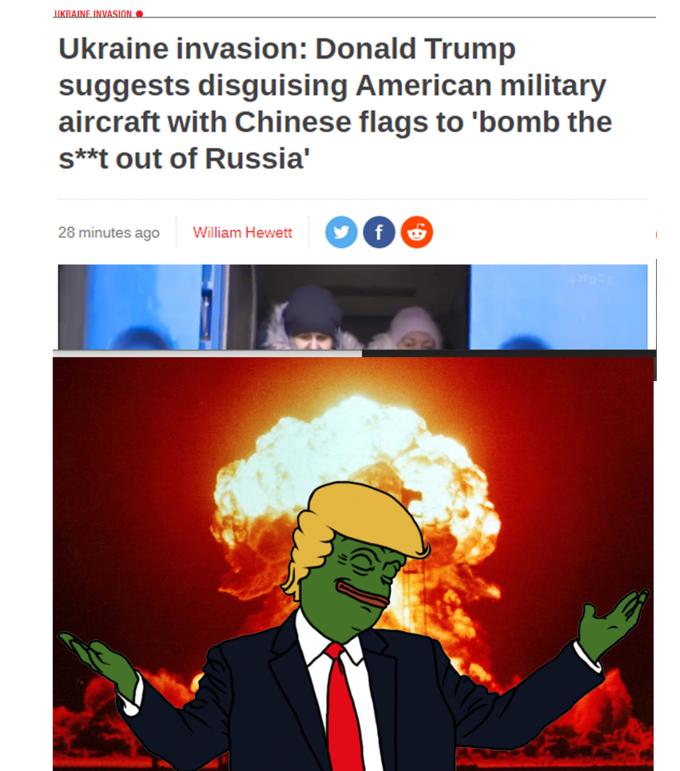 UKRAINE INVASION
Ukraine invasion: Donald Trump
suggests disguising American military
aircraft with Chinese flags to 'bomb the
s**t out of Russia'
28 minutes ago
William Hewett